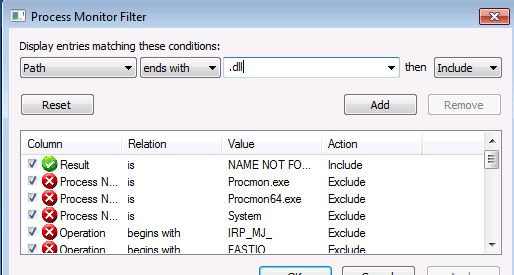 Process Monitor Filter
Display entries matching these conditions:
Path ends with .dll then Include
Reset Add Remove
Column Relation Value Action
Result is NAME NOT FO... Include
Process N... is Procmon.exe Exclude
Process N... is Procmon64.exe Exclude
Process N... is System Exclude
Operation begins with IRP_MJ_ Exclude
Operation begins with FASTIO_ Exclude